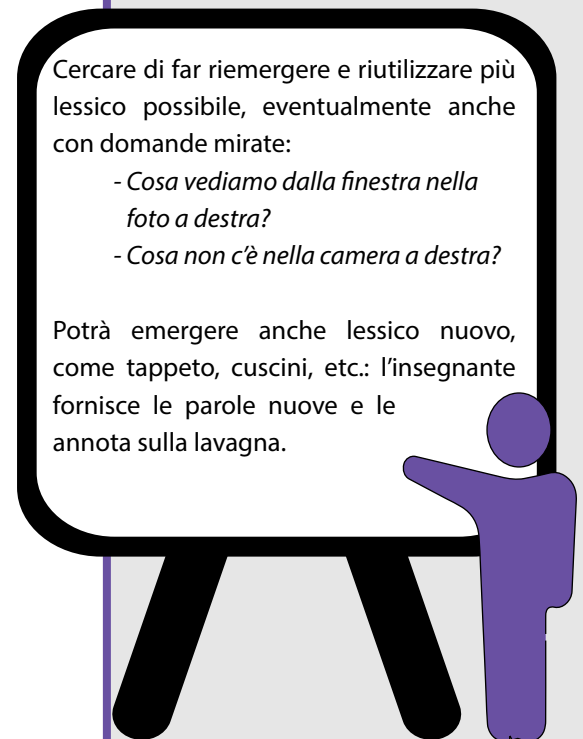 Cercare di far riemergere e riutilizzare più
lessico possibile, eventualmente anche
con domande mirate:
- Cosa vediamo dalla finestra nella
foto a destra?
- Cosa non c'è nella camera a destra?
Potrà emergere anche lessico nuovo,
come tappeto, cuscini, etc.: l'insegnante
fornisce le parole nuove e le
annota sulla lavagna.